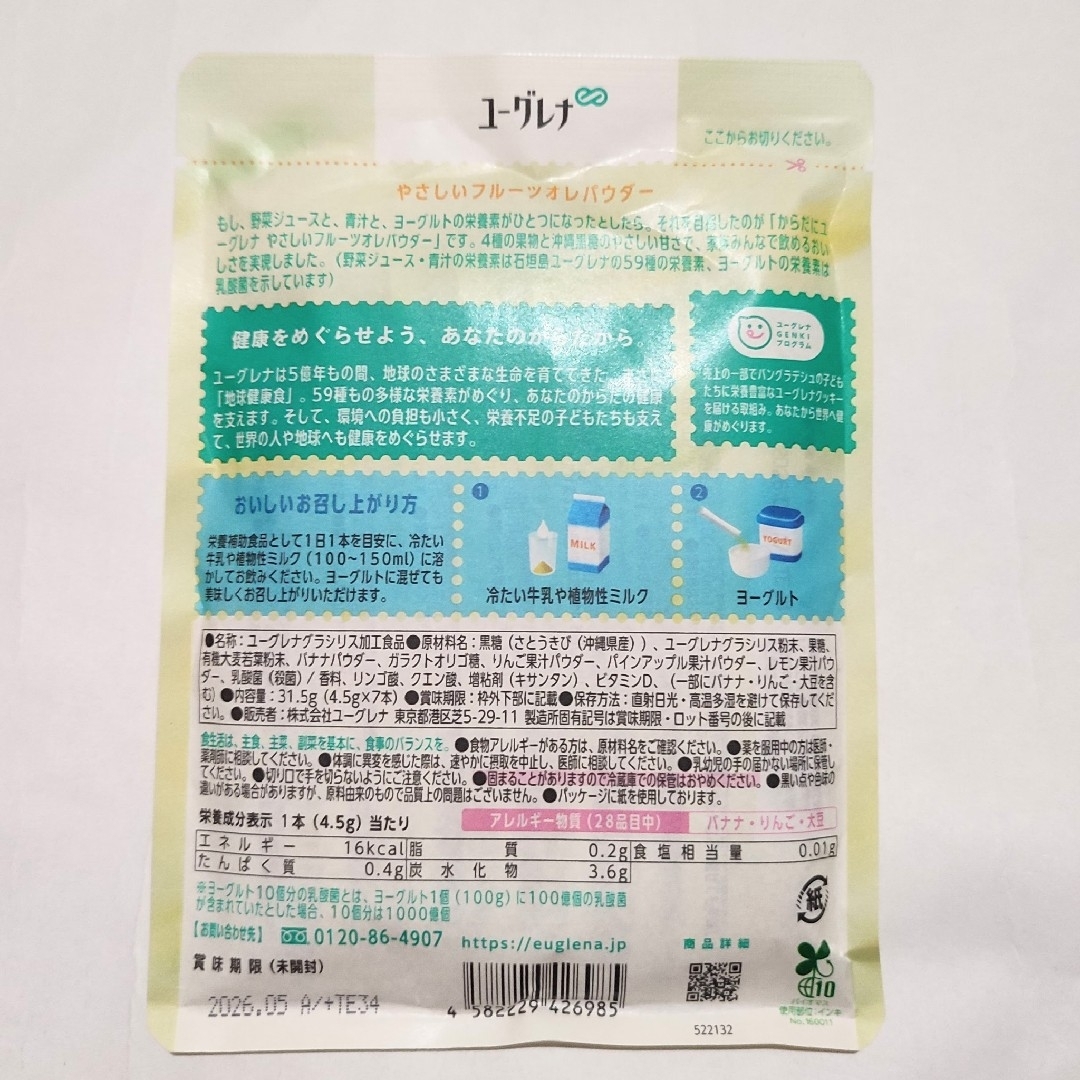 ユーグレナ
ここからお切りください。
やさしいフルーツオレパウダー
もし、野菜ジュースと、青汁と、ヨーグルトの栄養素がひとつになったとしたら、それを目指したのが「からだにユ
ーグレナ やさしいフルーツオレパウダー」です。4種の果物と沖縄黒糖のやさしい甘さで、家族みんなで飲めるおい
しさを実現しました。(野菜ジュース・青汁の栄養素は石垣島ユーグレナの59種の栄養素、ヨーグルトの栄養素は
乳酸菌を示しています)
健康をめぐらせよう、あなたのからだから。
ユーグレナ
GENKI
プログラム
ユーグレナは5億年もの間、地球のさまざまな生命を育ててきた
「地球健康食」。59種もの多様な栄養素がめぐり、あなたのからだの健康
を支えます。そして、環境への負担も小さく、栄養不足の子どもたちも支え
て、世界の人や地球へも健康をめぐらせます。
売上の一部でバングラデシュの子ども
たちに栄養豊富なユーグレナクッキー
を届ける取組み。あなたから世界へ健
康がめぐります。
おいしいお召し上がり方
栄養補助食品として1日1本を目安に、冷たい
牛乳や植物性ミルク(100~150ml)に溶
かしてお飲みください。ヨーグルトに混ぜても
美味しくお召し上がりいただけます。
1
MILK
冷たい牛乳や植物性ミルク
2
YOGURT
ヨーグルト
●名称:ユーグレナグラシリス加工食品●原材料名:黒糖(さとうきび(沖縄県産))、ユーグレナグラシリス粉末、果糖、
有機大麦若葉粉末、バナナパウダー、ガラクトオリゴ糖、りんご果汁パウダー、パインアップル果汁パウダー、レモン果汁パウ
ダー、乳酸菌(殺菌)/香料、リンゴ酸、クエン酸、増粘剤(キサンタン)、ビタミンD、(一部にバナナ・りんご・大豆を含
む)●内容量:31.5g(4.5g×7本)●賞味期限:枠外下部に記載●保存方法:直射日光・高温多湿を避けて保存してくだ
さい。●販売者:株式会社ユーグレナ 東京都港区芝5-29-11 製造所固有記号は賞味期限・ロット番号の後に記載
食生活は、主食、主菜、副菜を基本に、食事のバランスを。●食物アレルギーがある方は、原材料名をご確認ください。●薬を服用中の方は医師・
薬剤師に相談してください。●体調に異変を感じた際は、速やかに摂取を中止し、医師に相談してください。●乳幼児の手の届かない場所に保管し
てください。●切り口で手を切らないようにご注意ください。●固まることがありますので冷蔵庫での保管はおやめください。●黒い点や色味の
違いがある場合がありますが、原料由来のもので品質上の問題はございません。●パッケージに紙を使用しております。
栄養成分表示 1本(4.5g)当たり
アレルギー物質(28品目中) バナナ・りんご・大豆
エネルギー 16kcal 脂質 0.2g 食塩相当量 0.01g
たんぱく質 0.4g 炭水化物 3.6g
※ヨーグルト10個分の乳酸菌とは、ヨーグルト1個(100g)に100億個の乳酸菌
が含まれていたとした場合、10個分は1000億個
紙
【お問い合わせ先】 0120-86-4907 https://euglena.jp
商品詳細
賞味期限(未開封)
2026.05 A/+TE34
4 582229 426985
522132
10
バイオマス
使用部位:インキ
No.160011